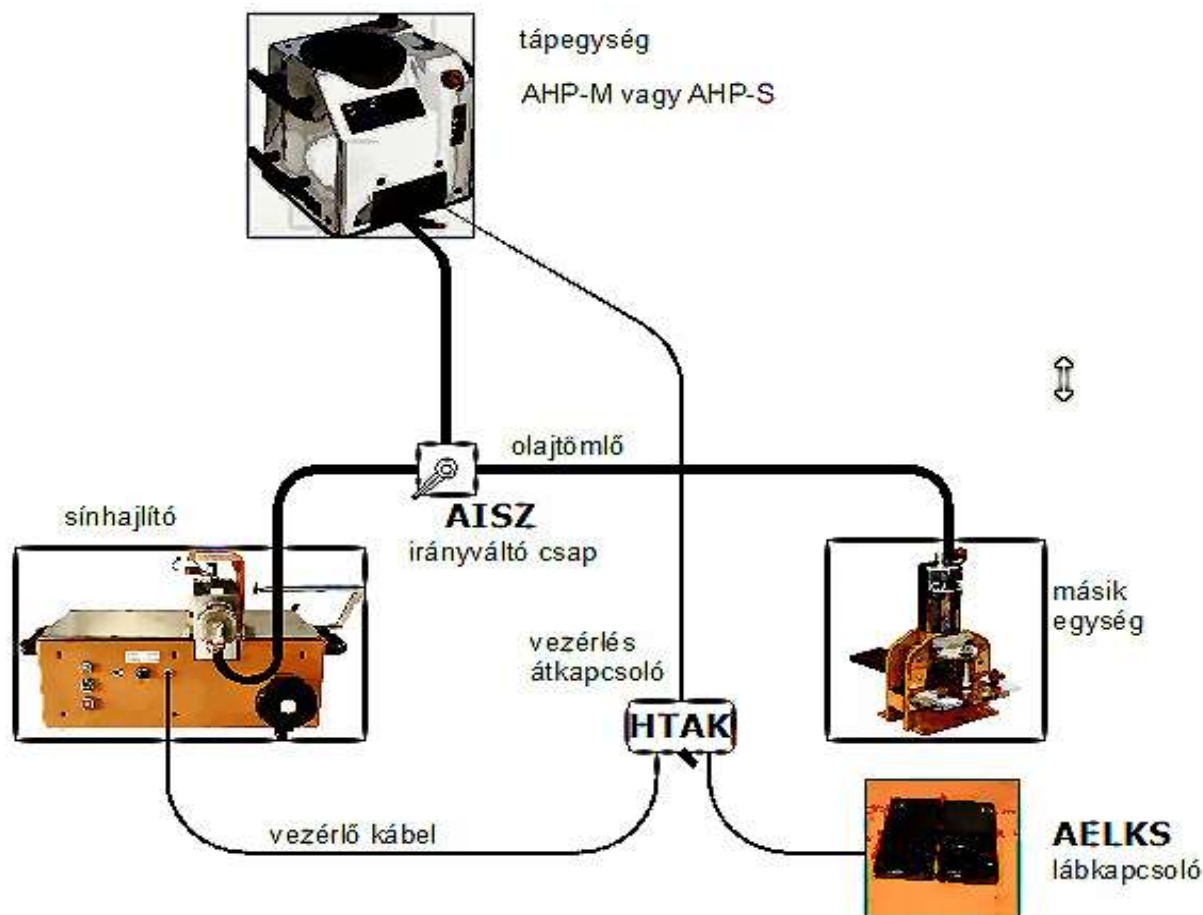 tápegység
AHP-M vagy AHP-S
olajtömlő
AISZ
irányváltó csap
sínhajlító
másik
egység
vezérlés
átkapcsoló
HTAK
vezérlő kábel
AELKS
lábkapcsoló